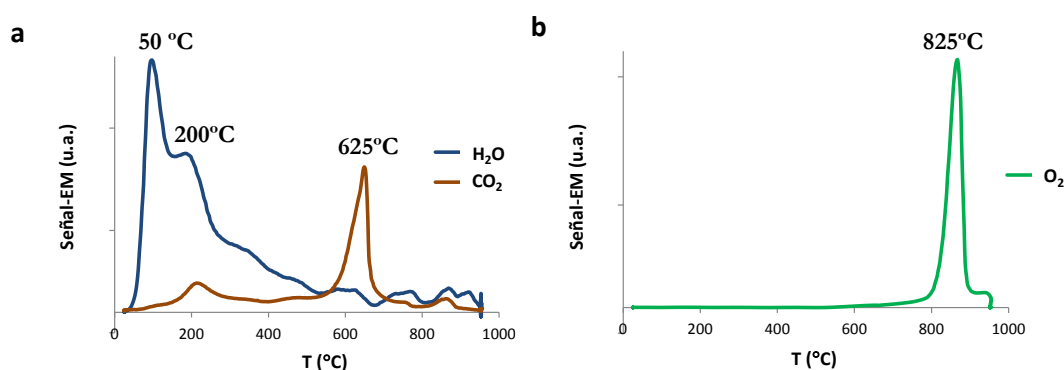 a
50 ºC
200ºC
625ºC
H₂O
CO₂
Señal-EM (u.a.)
0
200
400
600
800
1000
T (°C)
b
825ºC
O₂
Señal-EM (u.a.)
0
200
400
600
800
1000
T (°C)